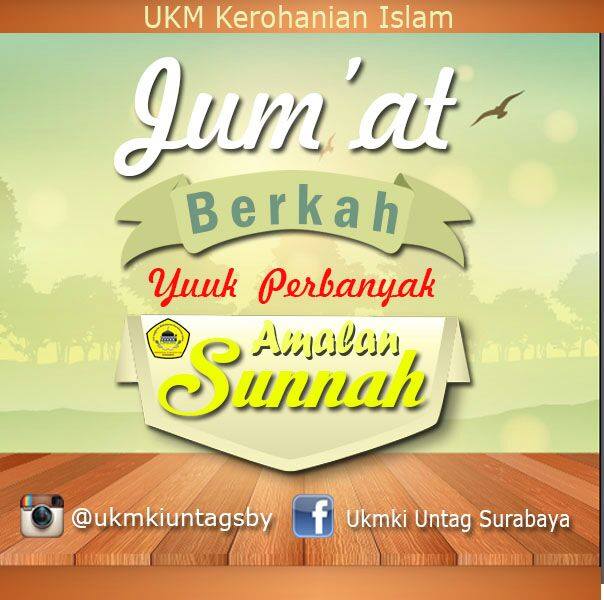 UKM Kerohanian Islam
Jum'at
Berkah
Yuuk Perbanyak
Amalan
Sunnah
@ukmkiuntagsby
Ukmki Untag Surabaya